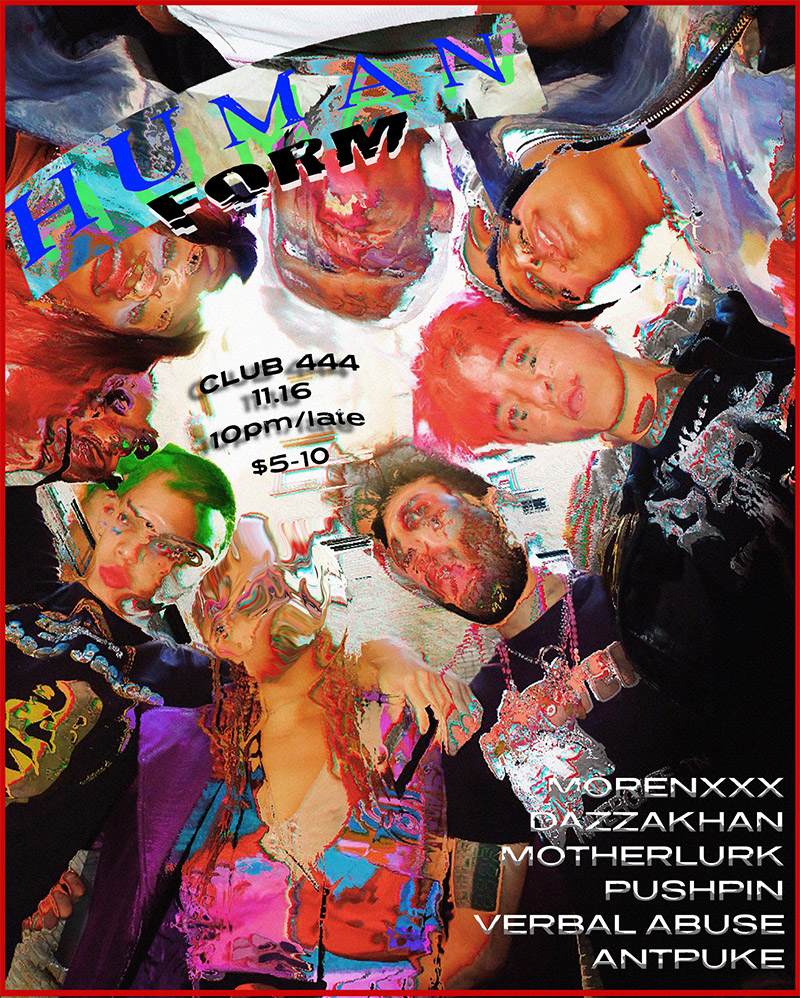 HUMAN
FORM
CLUB 444
11.16
10pm/late
$5-10
MORENXXX
DAZZAKHAN
MOTHERLURK
PUSHPIN
VERBAL ABUSE
ANTPUKE